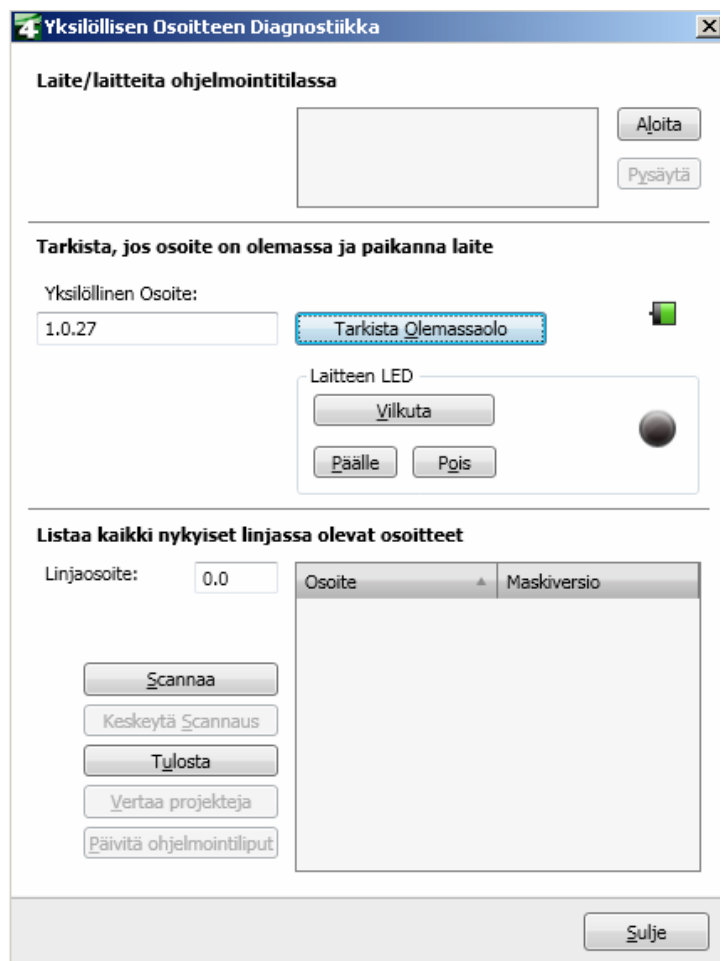 4 Yksilöllisen Osoitteen Diagnostiikka
Laite/laitteita ohjelmointitilassa
Aloita
Pysäytä
Tarkista, jos osoite on olemassa ja paikanna laite
Yksilöllinen Osoite:
1.0.27 Tarkista Olemassaolo
Laitteen LED
Vilkuta
Päälle Pois
Listaa kaikki nykyiset linjassa olevat osoitteet
Linjaosoite: 0.0 Osoite Maskiversio
Scannaa
Keskeytä Scannaus
Tulosta
Vertaa projekteja
Päivitä ohjelmointiliput
Sulje